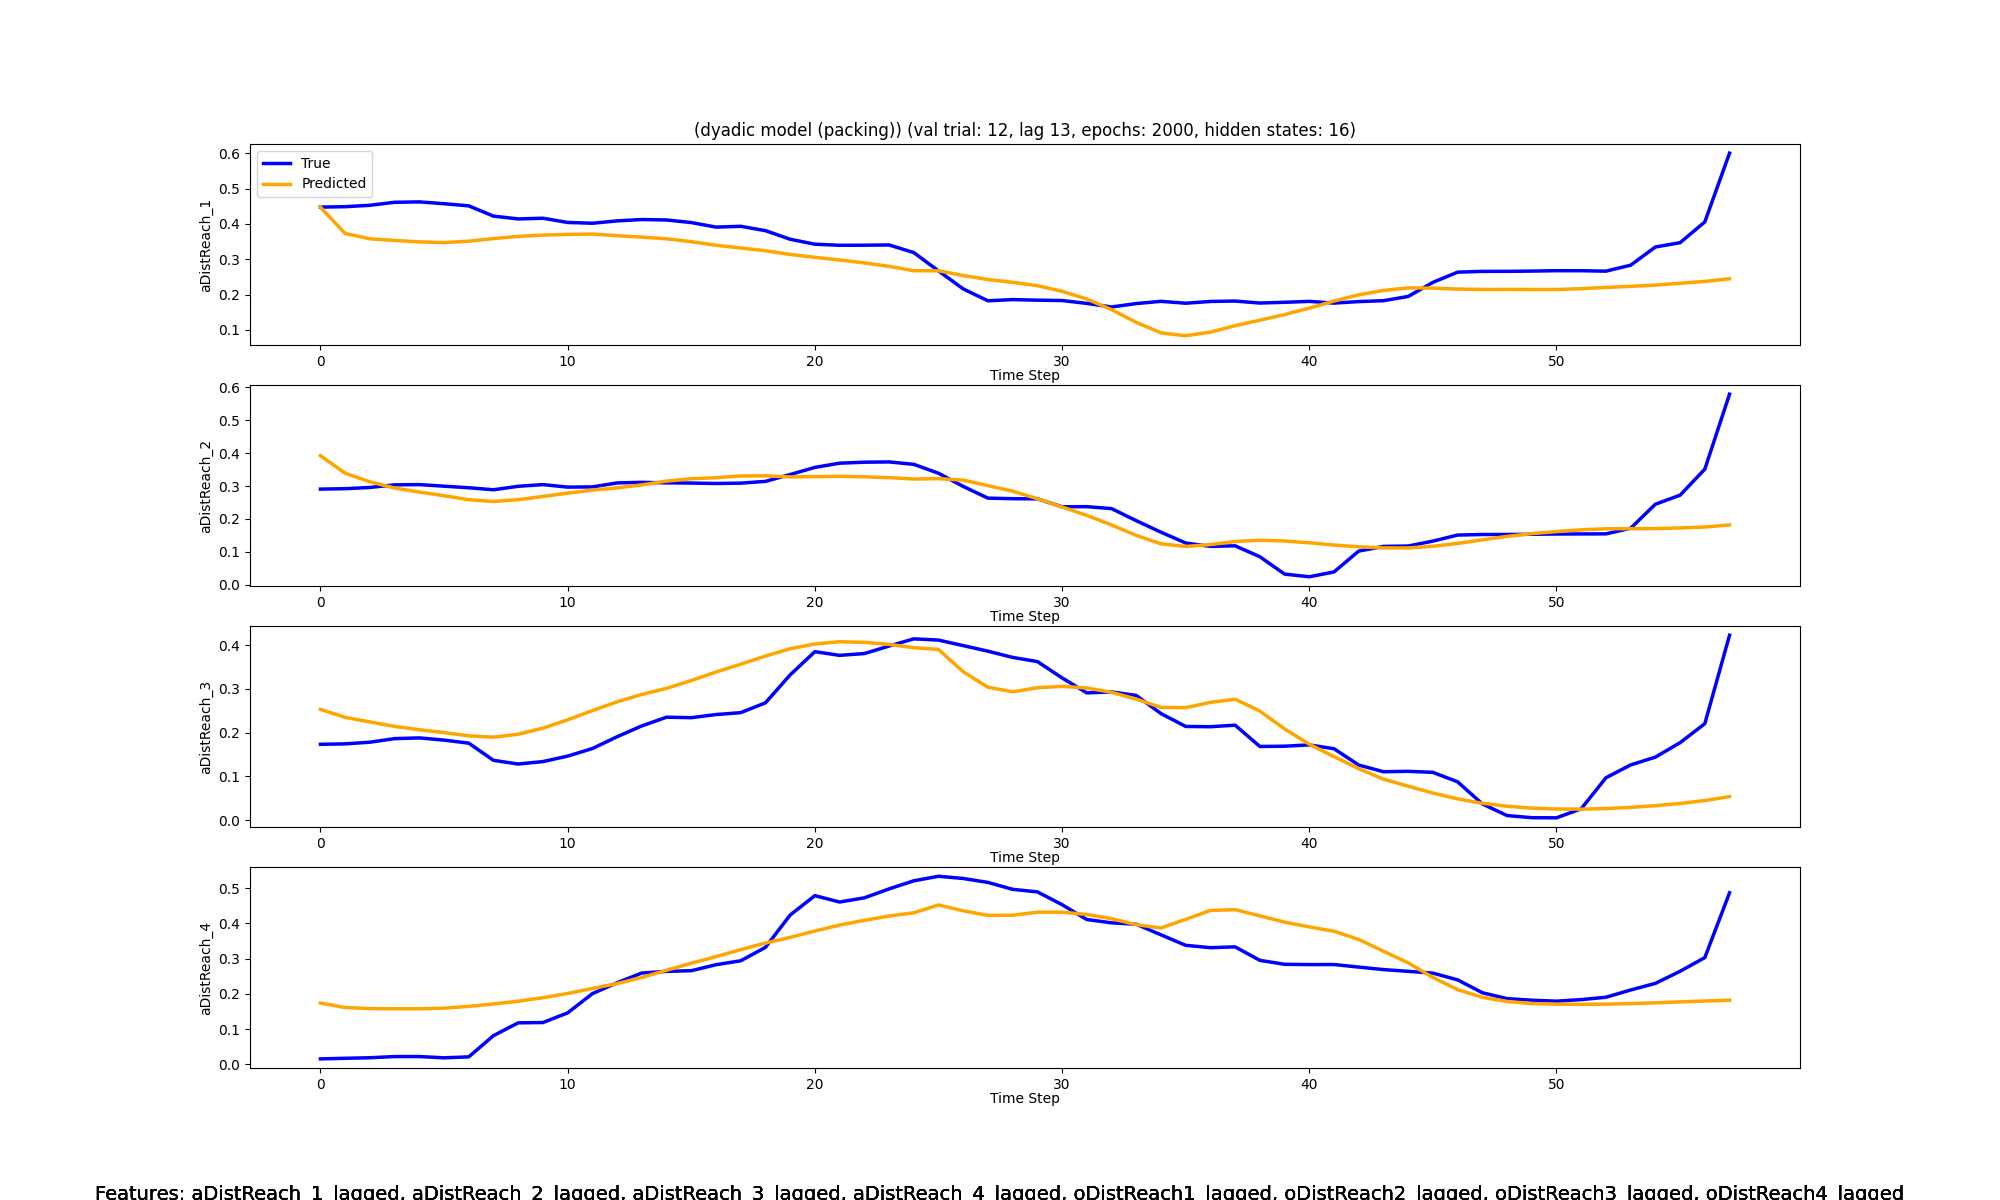 (dyadic model (packing)) (val trial: 12, lag 13, epochs: 2000, hidden states: 16)
True
Predicted
aDistReach_1
0.6
0.5
0.4
0.3
0.2
0.1
0 10 20 30 40 50
Time Step
aDistReach_2
0.6
0.5
0.4
0.3
0.2
0.1
0.0
0 10 20 30 40 50
Time Step
aDistReach_3
0.4
0.3
0.2
0.1
0.0
0 10 20 30 40 50
Time Step
aDistReach_4
0.5
0.4
0.3
0.2
0.1
0.0
0 10 20 30 40 50
Time Step
Features: aDistReach_1_lagged, aDistReach_2_lagged, aDistReach_3_lagged, aDistReach_4_lagged, oDistReach1_lagged, oDistReach2_lagged, oDistReach3_lagged, oDistReach4_lagged